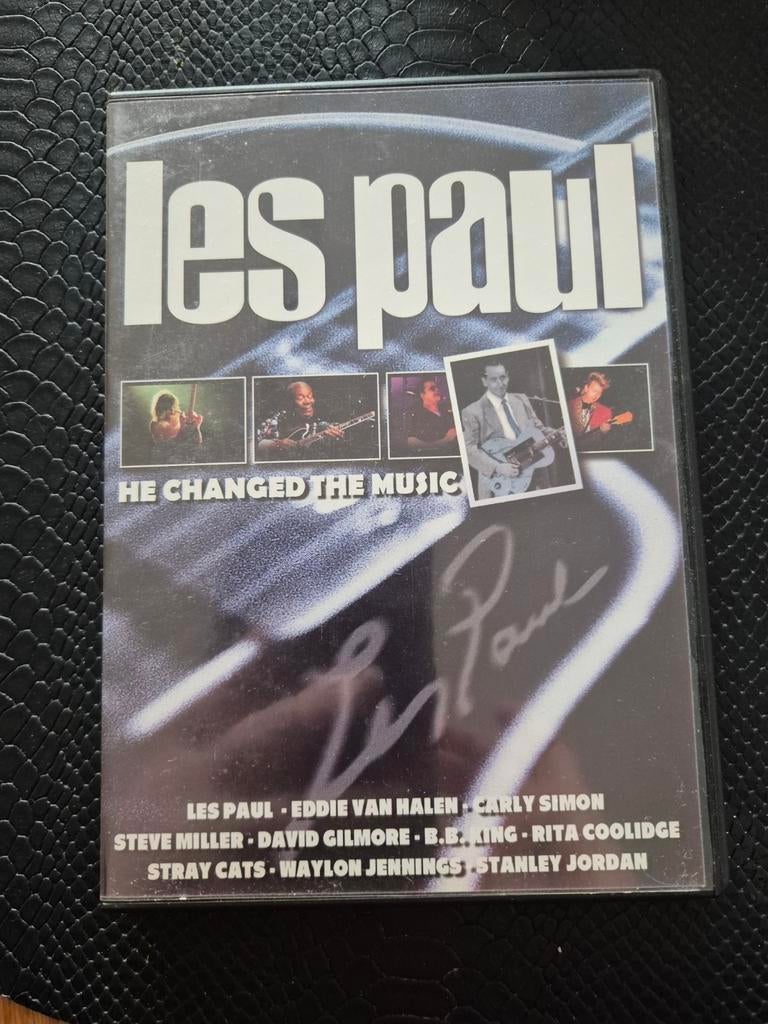 les paul
HE CHANGED THE MUSIC
Les Paul
LES PAUL - EDDIE VAN HALEN - CARLY SIMON
STEVE MILLER - DAVID GILMORE - B.B. KING - RITA COOLIDGE
STRAY CATS - WAYLON JENNINGS - STANLEY JORDAN